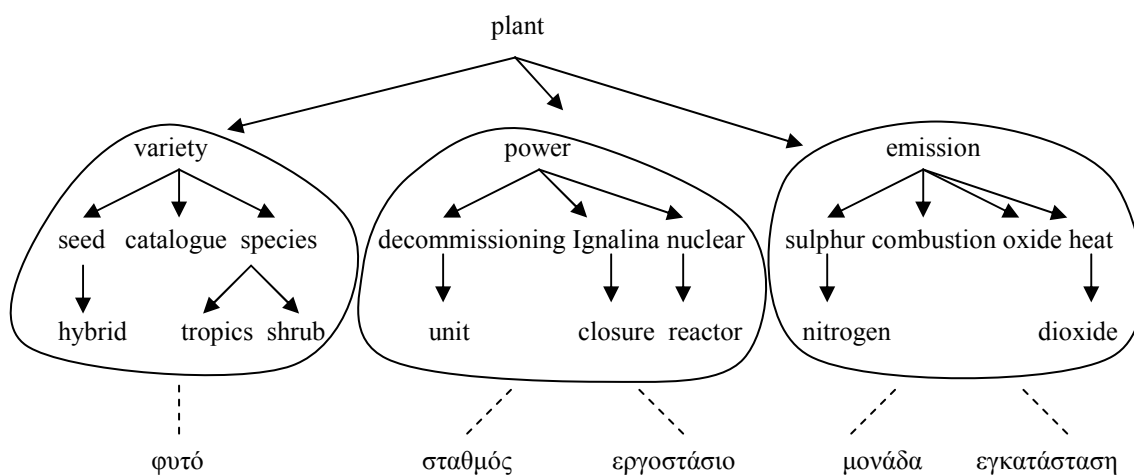 plant
variety power emission
seed catalogue species decommissioning Ignalina nuclear sulphur combustion oxide heat
hybrid tropics shrub unit closure reactor nitrogen dioxide
φυτό σταθμός εργοστάσιο μονάδα εγκατάσταση